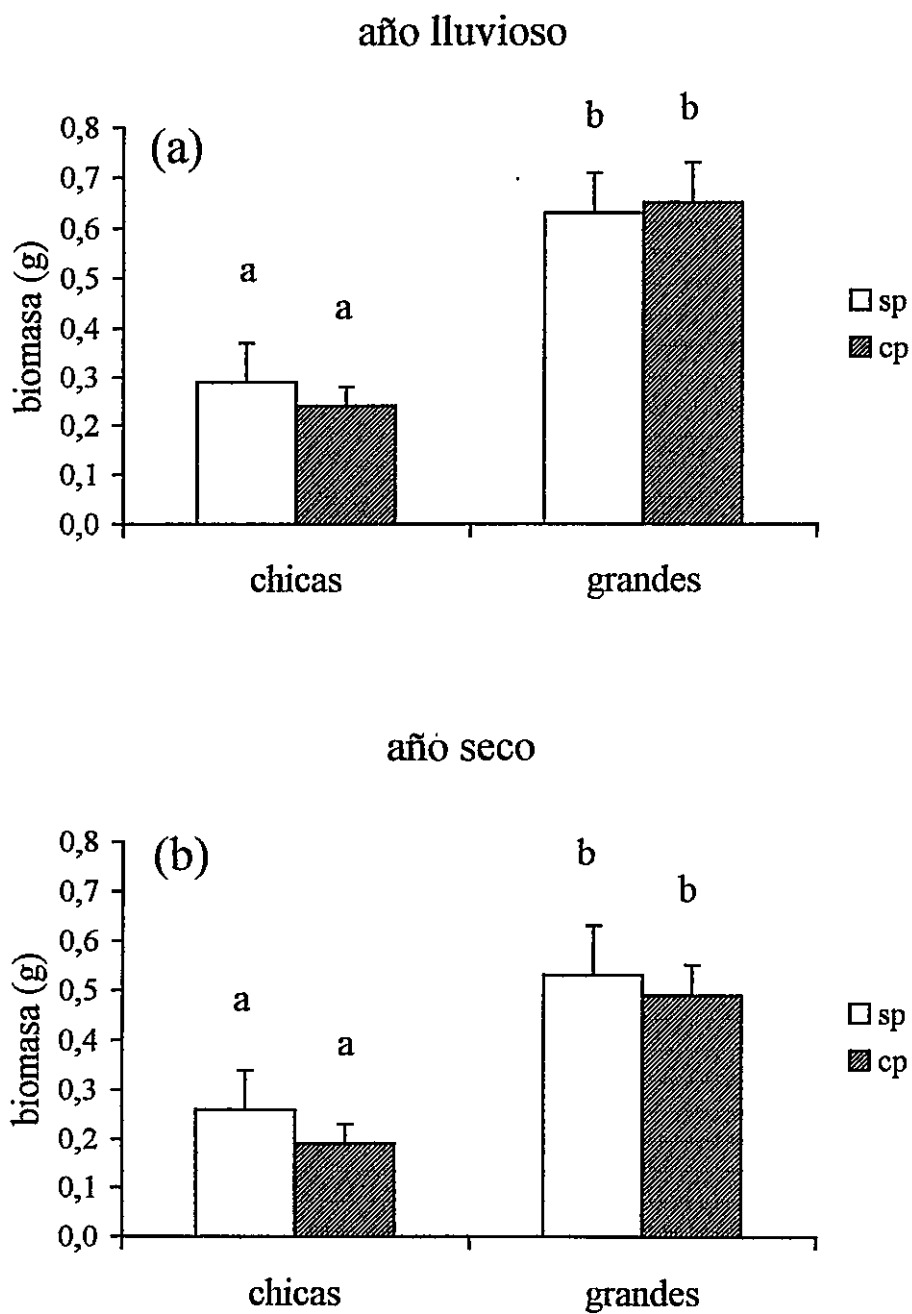 año lluvioso
(a)
b b
a a
0,8
0,7
0,6
0,5
0,4
0,3
0,2
0,1
0,0
biomasa (g)
chicas grandes
sp
cp
año seco
(b)
b
b
a
a
0,8
0,7
0,6
0,5
0,4
0,3
0,2
0,1
0,0
biomasa (g)
chicas grandes
sp
cp